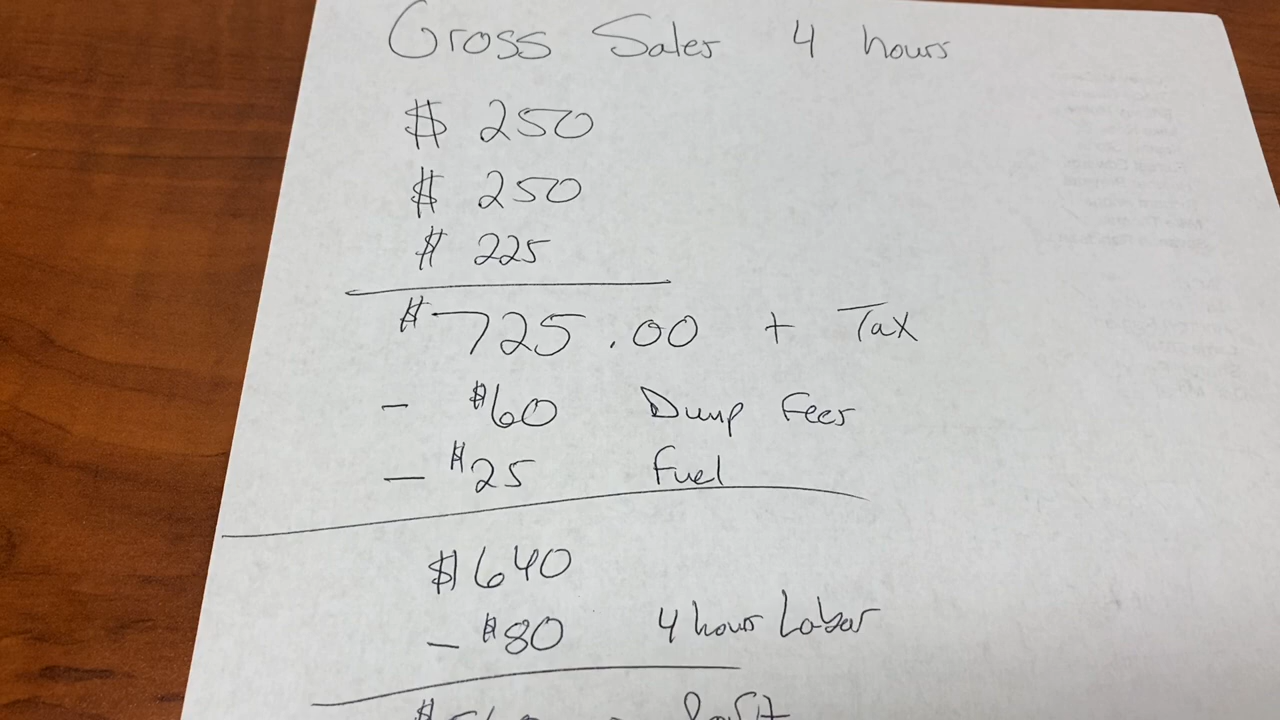 Gross Sales 4 hours
$ 250
$ 250
$ 225
$725.00 + Tax
- $60 Dump Fees
- $25 Fuel
$640
- $80 4 hour Labor